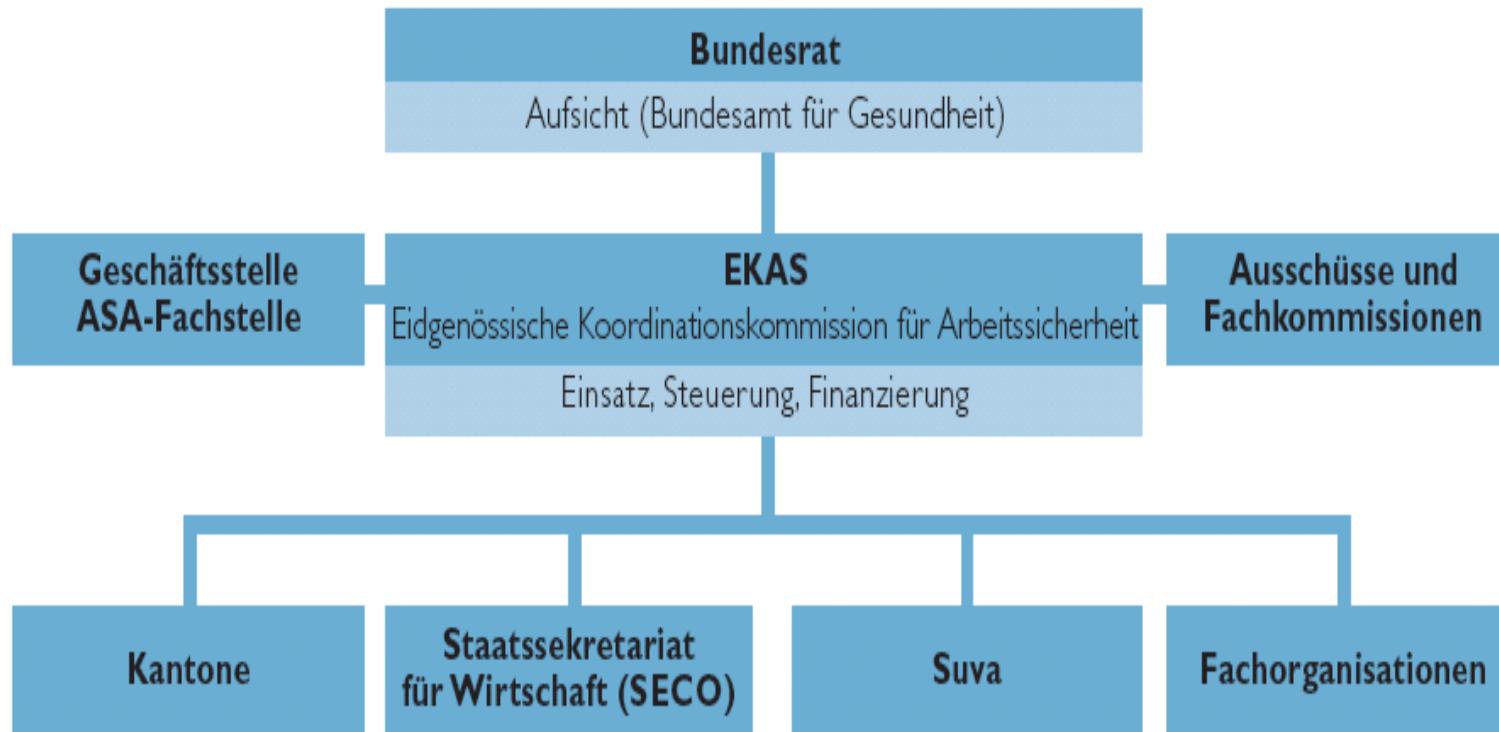 Bundesrat
Aufsicht (Bundesamt für Gesundheit)
Geschäftsstelle
ASA-Fachstelle
EKAS
Eidgenössische Koordinationskommission für Arbeitssicherheit
Einsatz, Steuerung, Finanzierung
Ausschüsse und
Fachkommissionen
Kantone
Staatssekretariat
für Wirtschaft (SECO)
Suva
Fachorganisationen